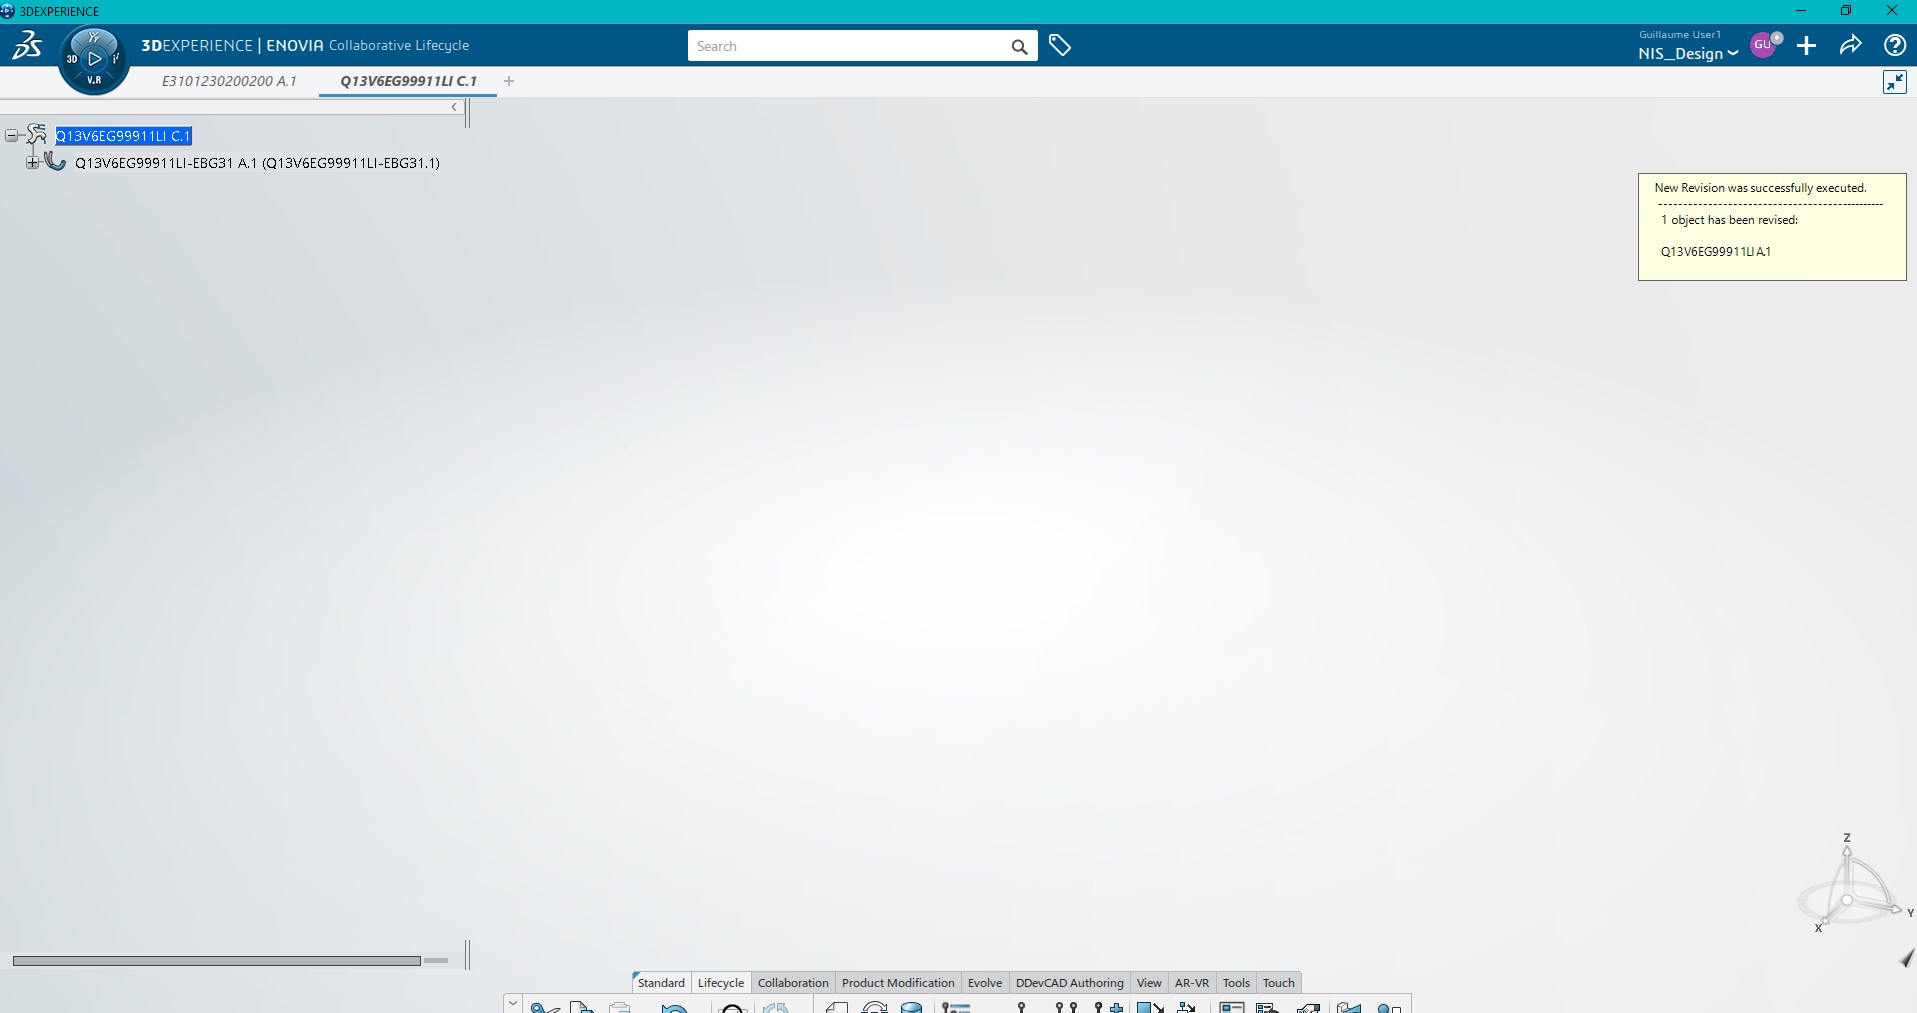 3DEXPERIENCE
3DEXPERIENCE | ENOVIA Collaborative Lifecycle
Search
Guillaume User1
NIS_Design
GU
3D
V.R
E3101230200200 A.1
Q13V6EG99911LI C.1
Q13V6EG99911LI C.1
Q13V6EG99911LI-EBG31 A.1 (Q13V6EG99911LI-EBG31.1)
New Revision was successfully executed.
1 object has been revised:
Q13V6EG99911LI A.1
Z
Y
X
Standard Lifecycle Collaboration Product Modification Evolve DDevCAD Authoring View AR-VR Tools Touch